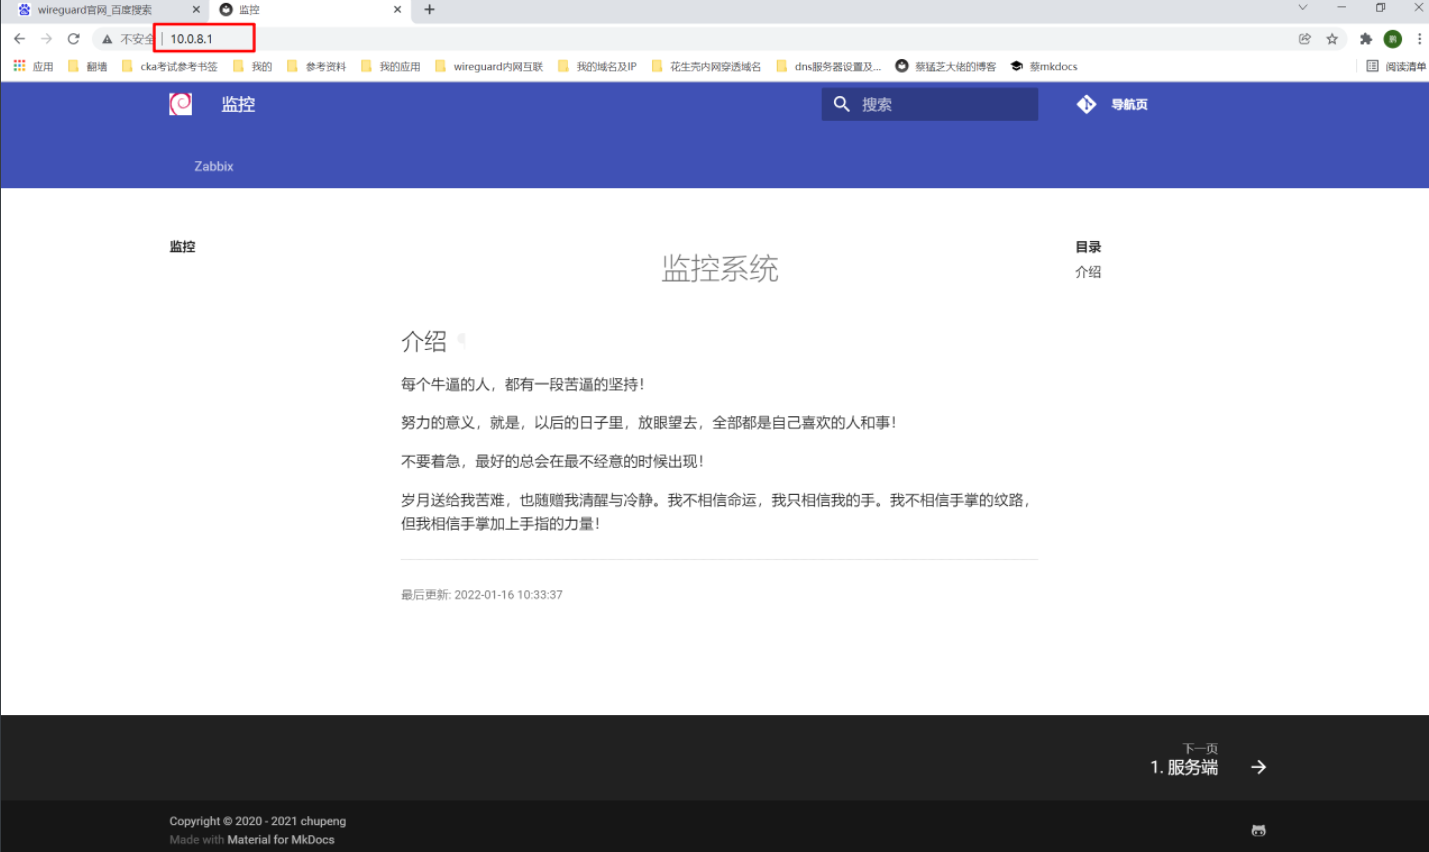 wireguard官网_百度搜索
监控
不安全
10.0.8.1
应用
翻墙
cka考试参考书签
我的
参考资料
我的应用
wireguard内网互联
我的域名及IP
花生壳内网穿透域名
dns服务器设置及...
蔡猛芝大佬的博客
蔡mkdocs
阅读清单
监控
搜索
导航页
Zabbix
监控
监控系统
目录
介绍
介绍 ¶
每个牛逼的人，都有一段苦逼的坚持！
努力的意义，就是，以后的日子里，放眼望去，全部都是自己喜欢的人和事！
不要着急，最好的总会在最不经意的时候出现！
岁月送给我苦难，也随赠我清醒与冷静。我不相信命运，我只相信我的手。我不相信手掌的纹路，
但我相信手掌加上手指的力量！
最后更新: 2022-01-16 10:33:37
下一页
1. 服务端
Copyright © 2020 - 2021 chupeng
Made with Material for MkDocs